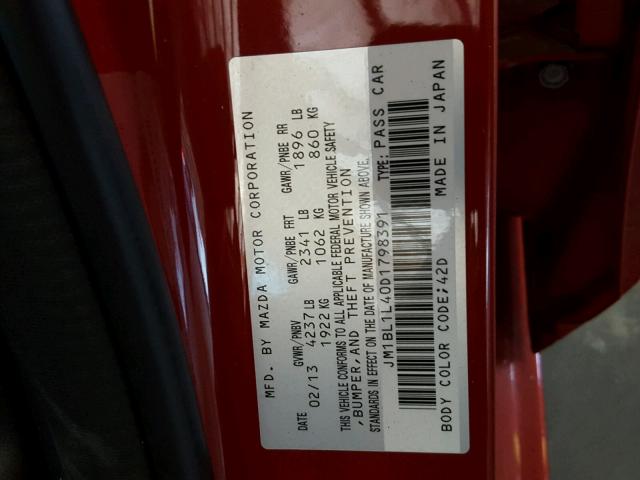 MFD. BY MAZDA MOTOR CORPORATION
DATE GVWR/PNBV GAWR/PNBE FRT GAWR/PNBE RR
02/13 4237 LB 2341 LB 1896 LB
1922 KG 1062 KG 860 KG
THIS VEHICLE CONFORMS TO ALL APPLICABLE FEDERAL MOTOR VEHICLE SAFETY
,BUMPER,AND THEFT PREVENTION
STANDARDS IN EFFECT ON THE DATE OF MANUFACTURE SHOWN ABOVE.
JM1BL1L40D1798391 TYPE: PASS CAR
BODY COLOR CODE:42D MADE IN JAPAN